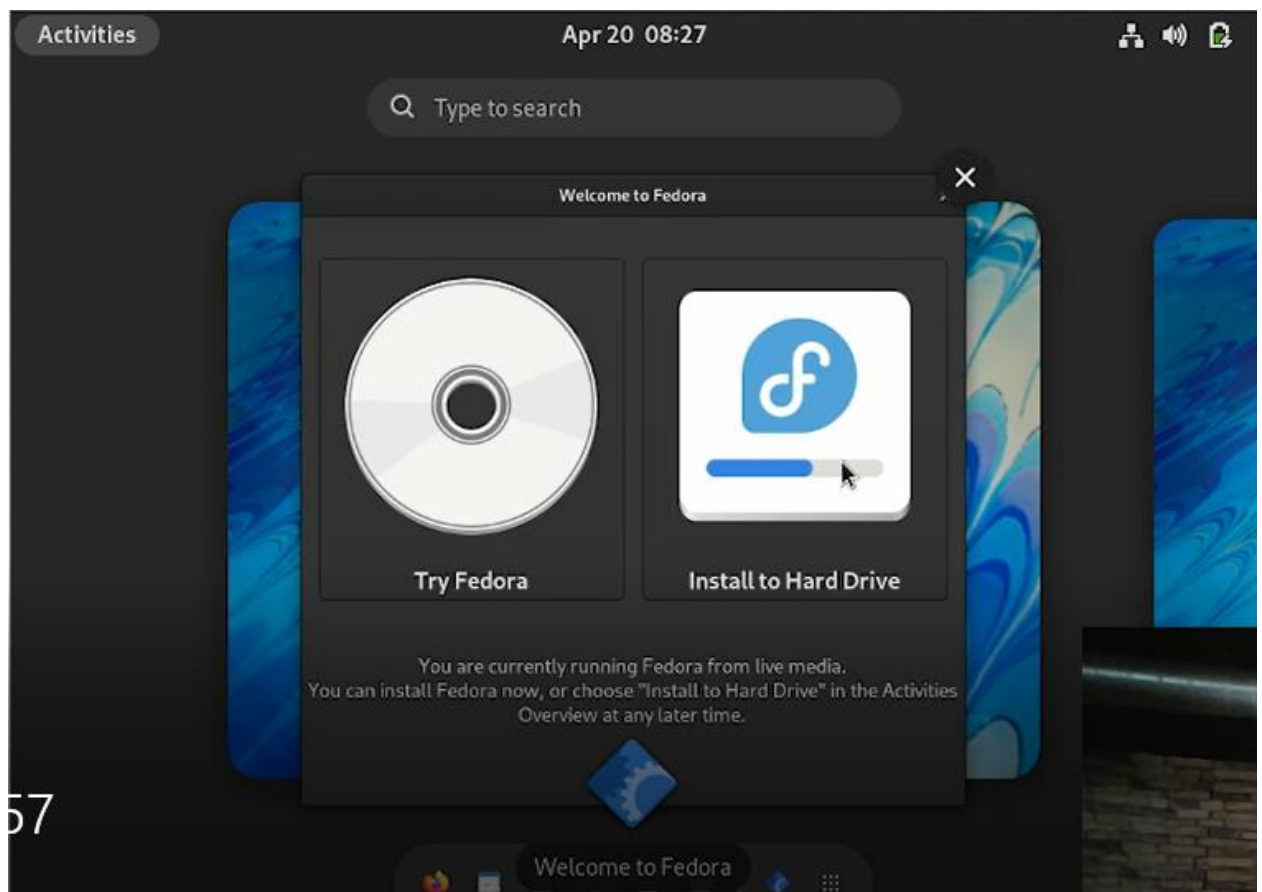 Activities
Apr 20 08:27
Type to search
Welcome to Fedora
Try Fedora
Install to Hard Drive
You are currently running Fedora from live media.
You can install Fedora now, or choose "Install to Hard Drive" in the Activities
Overview at any later time.
57
Welcome to Fedora